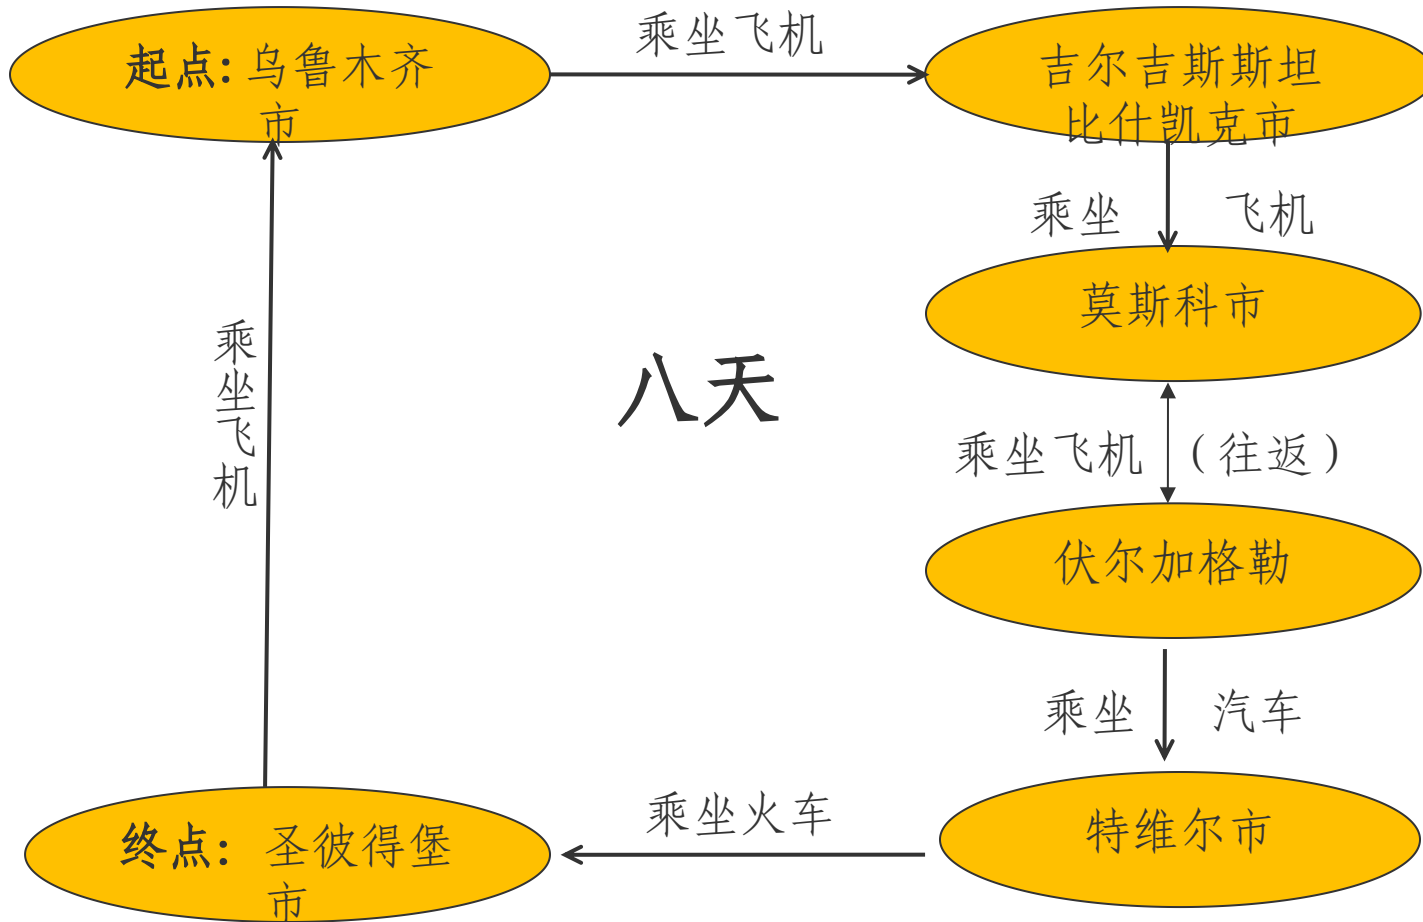 起点:乌鲁木齐
市
乘坐飞机
吉尔吉斯斯坦
比什凯克市
乘坐 飞机
莫斯科市
乘坐飞机
八天
乘坐飞机 (往返)
伏尔加格勒
乘坐 汽车
特维尔市
乘坐火车
终点: 圣彼得堡
市